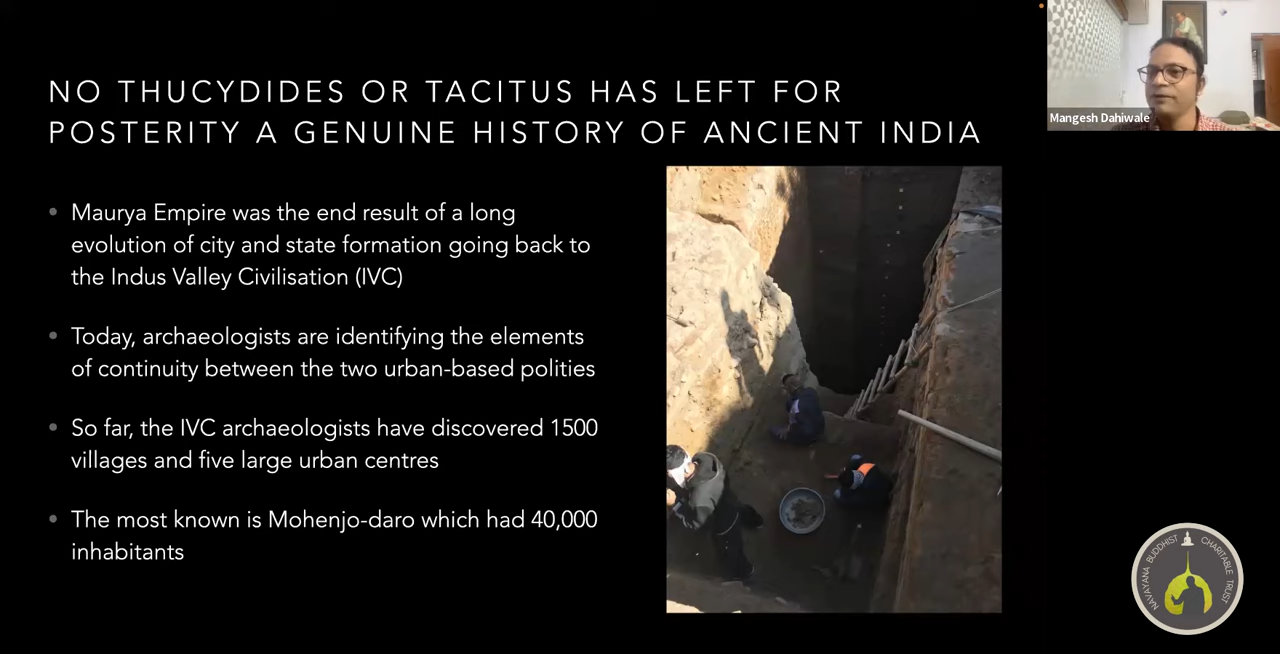 NO THUCYDIDES OR TACITUS HAS LEFT FOR
POSTERITY A GENUINE HISTORY OF ANCIENT INDIA
Mangesh Dahiwale
• Maurya Empire was the end result of a long
evolution of city and state formation going back to
the Indus Valley Civilisation (IVC)
• Today, archaeologists are identifying the elements
of continuity between the two urban-based polities
• So far, the IVC archaeologists have discovered 1500
villages and five large urban centres
• The most known is Mohenjo-daro which had 40,000
inhabitants
NAVAYANA BUDDHIST CHARITABLE TRUST